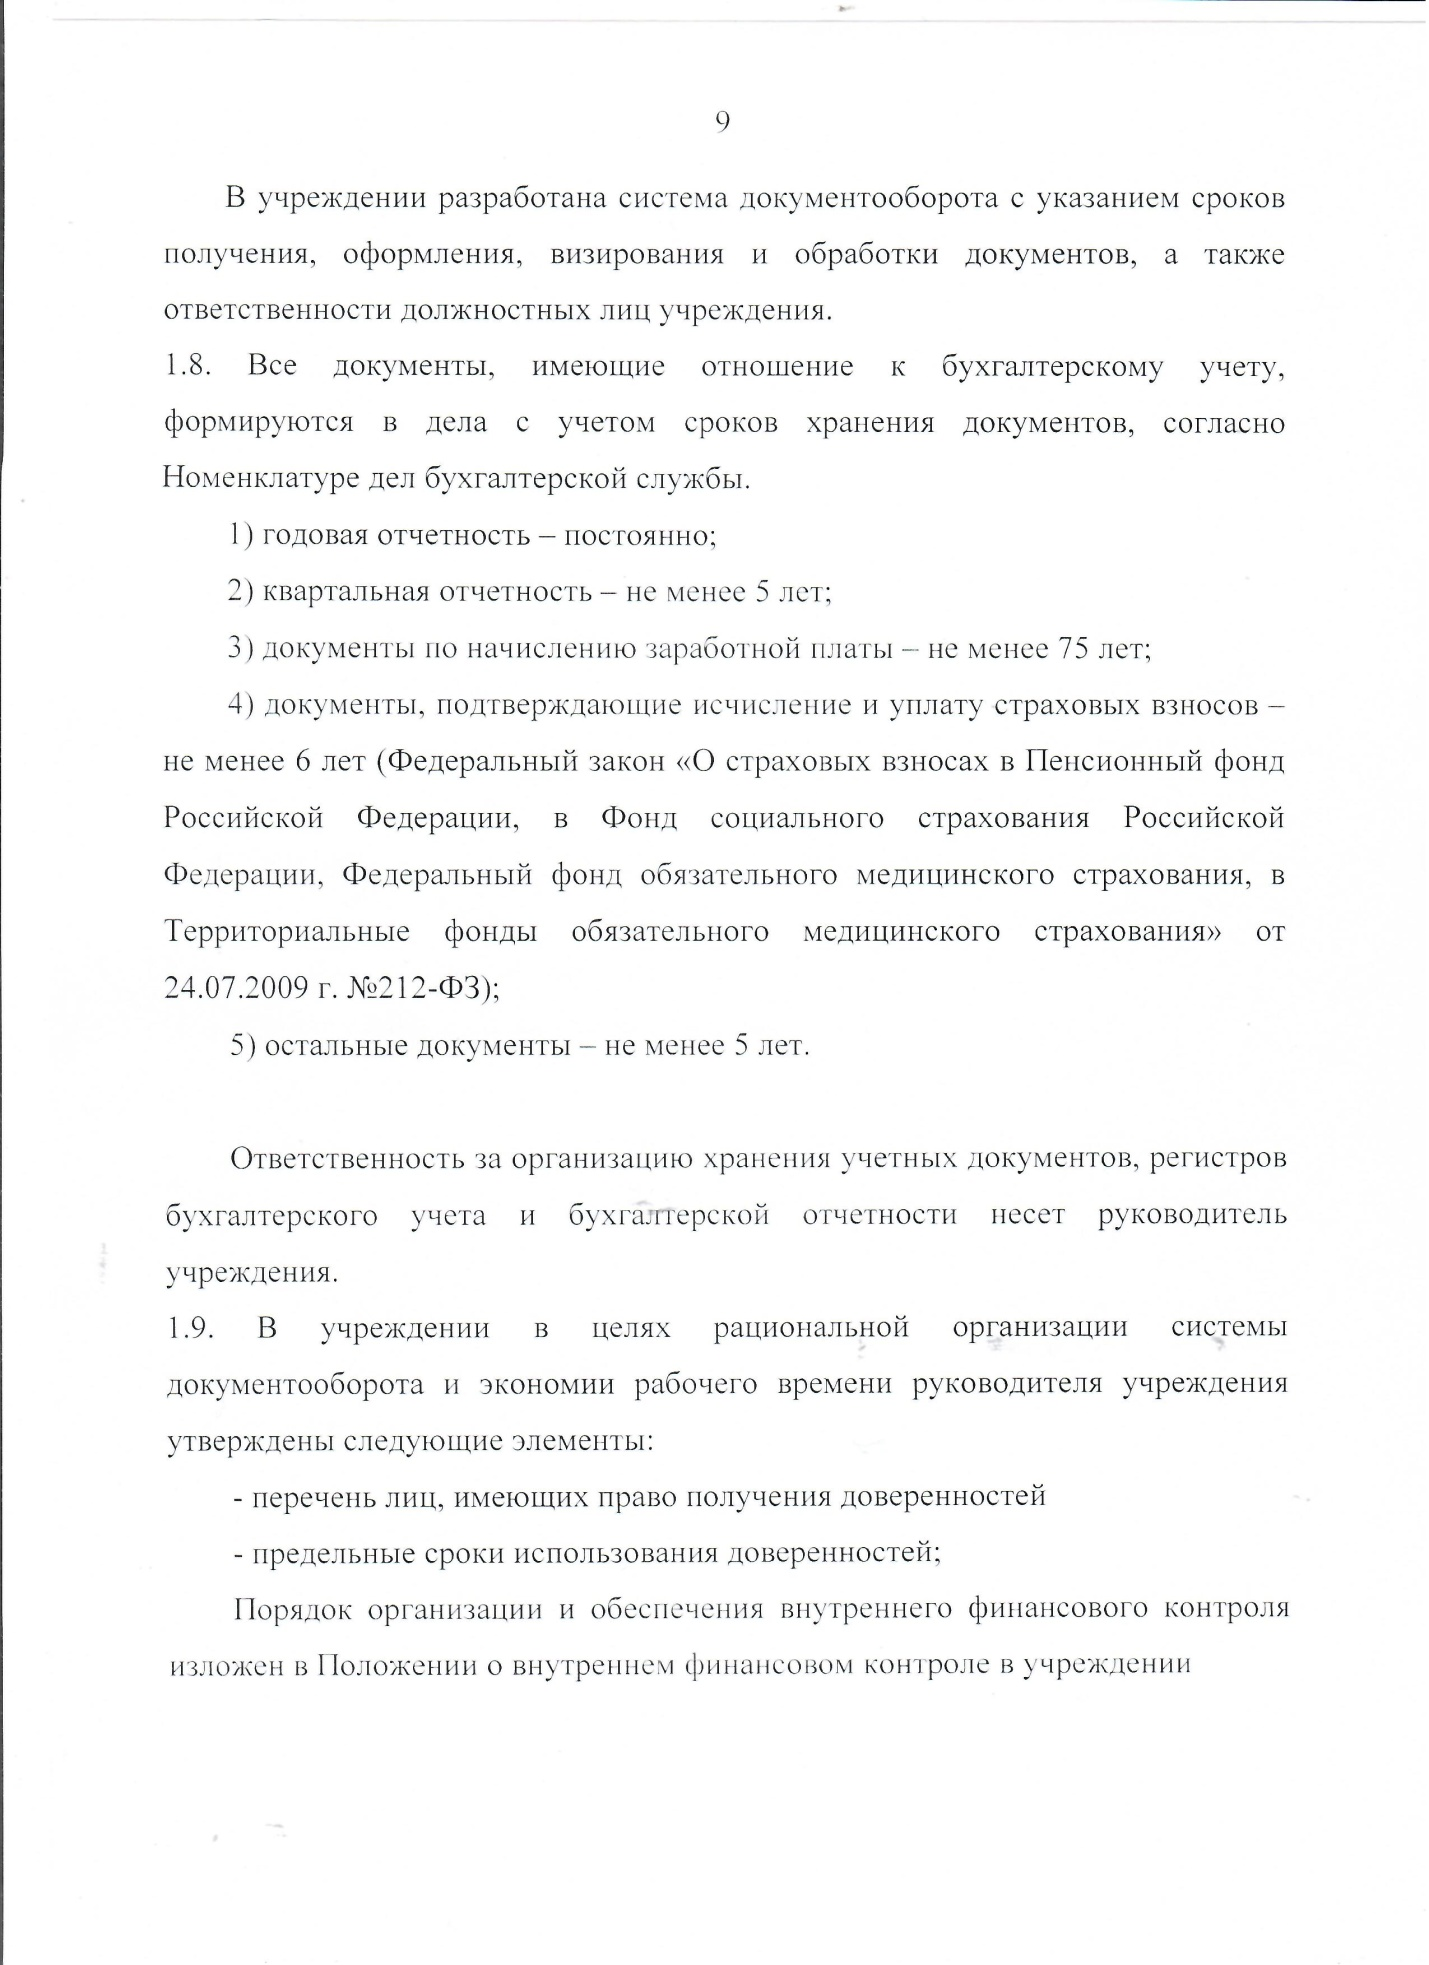 9
В учреждении разработана система документооборота с указанием сроков
получения, оформления, визирования и обработки документов, а также
ответственности должностных лиц учреждения.
1.8. Все документы, имеющие отношение к бухгалтерскому учету,
формируются в дела с учетом сроков хранения документов, согласно
Номенклатуре дел бухгалтерской службы.
1) годовая отчетность – постоянно;
2) квартальная отчетность – не менее 5 лет;
3) документы по начислению заработной платы – не менее 75 лет;
4) документы, подтверждающие исчисление и уплату страховых взносов –
не менее 6 лет (Федеральный закон «О страховых взносах в Пенсионный фонд
Российской Федерации, в Фонд социального страхования Российской
Федерации, Федеральный фонд обязательного медицинского страхования, в
Территориальные фонды обязательного медицинского страхования» от
24.07.2009 г. №212-ФЗ);
5) остальные документы – не менее 5 лет.
Ответственность за организацию хранения учетных документов, регистров
бухгалтерского учета и бухгалтерской отчетности несет руководитель
учреждения.
1.9. В учреждении в целях рациональной организации системы
документооборота и экономии рабочего времени руководителя учреждения
утверждены следующие элементы:
- перечень лиц, имеющих право получения доверенностей
- предельные сроки использования доверенностей;
Порядок организации и обеспечения внутреннего финансового контроля
изложен в Положении о внутреннем финансовом контроле в учреждении